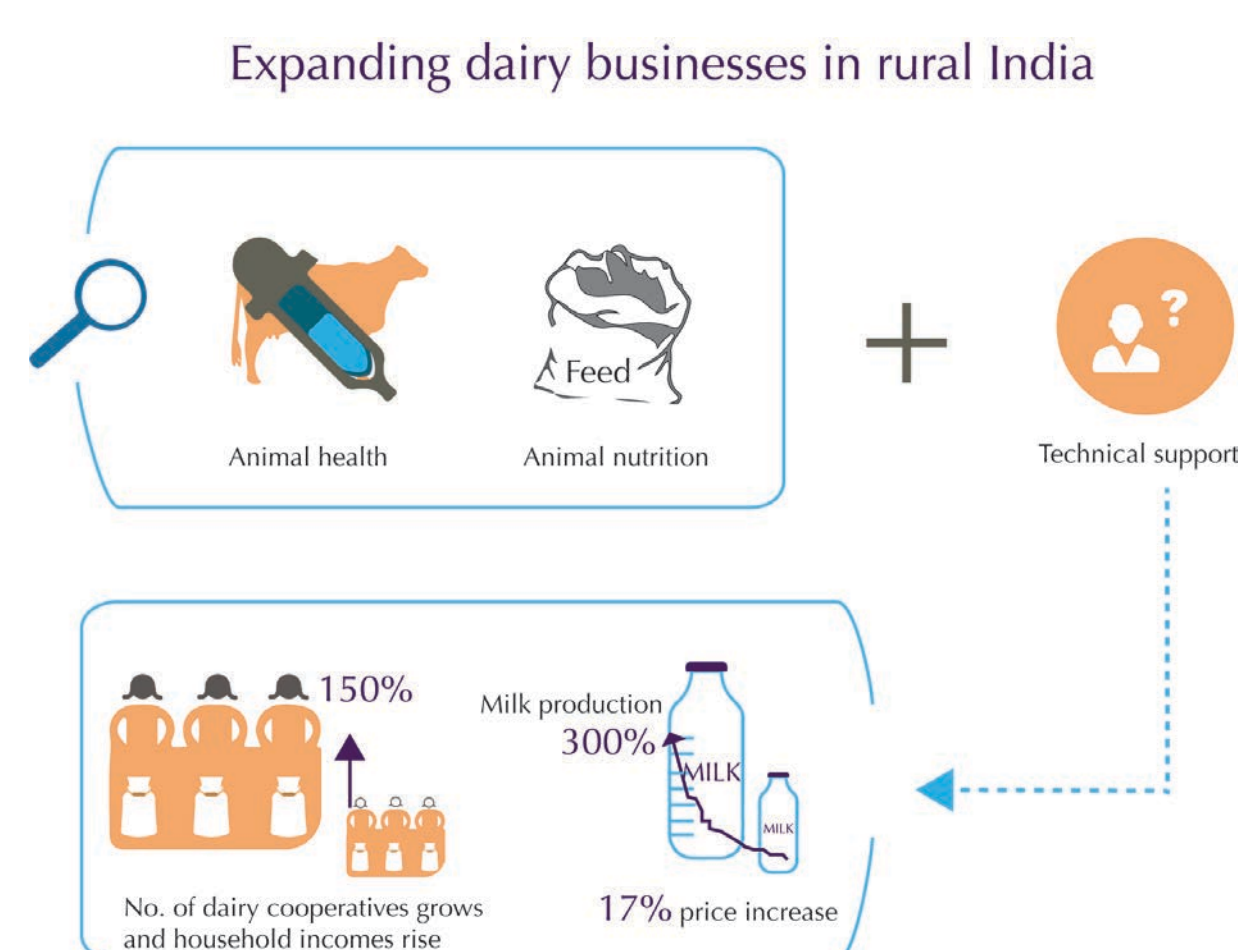 Expanding dairy businesses in rural India
Feed
Animal health
Animal nutrition
Technical support
150%
No. of dairy cooperatives grows
and household incomes rise
Milk production
300%
MILK
MILK
17% price increase